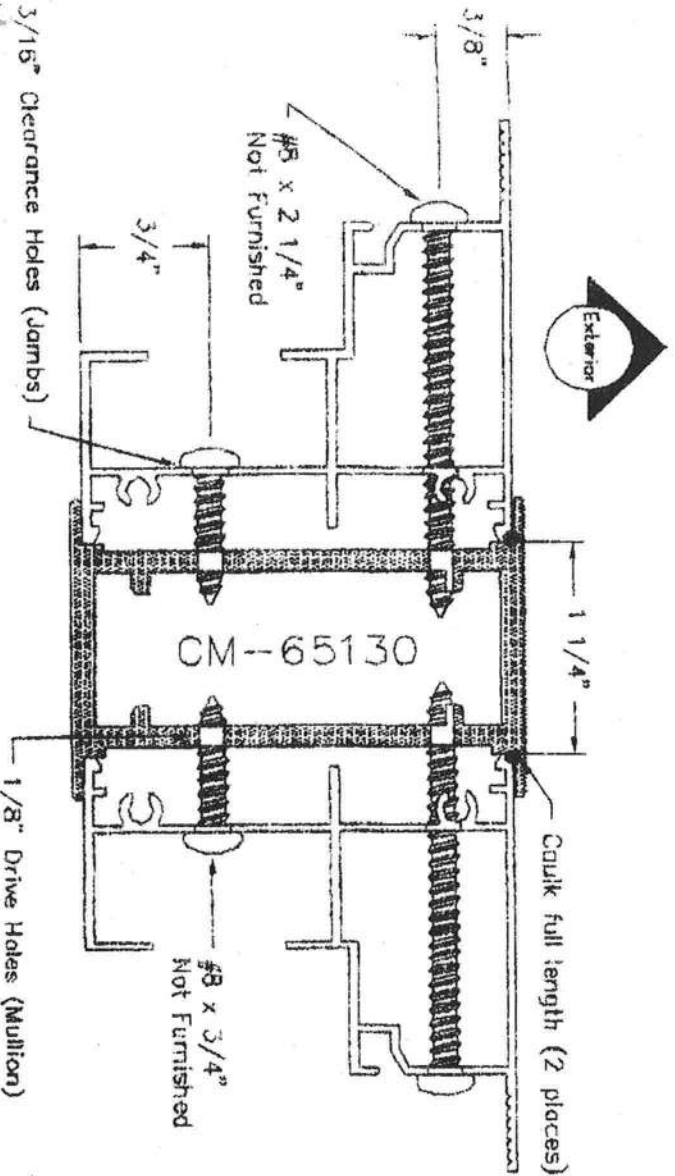 3/8"
#8 x 2 1/4"
Not Furnished
Exterior
3/4"
3/16" Clearance Holes (Jambs)
CM-65130
1 1/4"
Caulk full length (2 places)
#8 x 3/4"
Not Furnished
1/8" Drive Holes (Mullion)